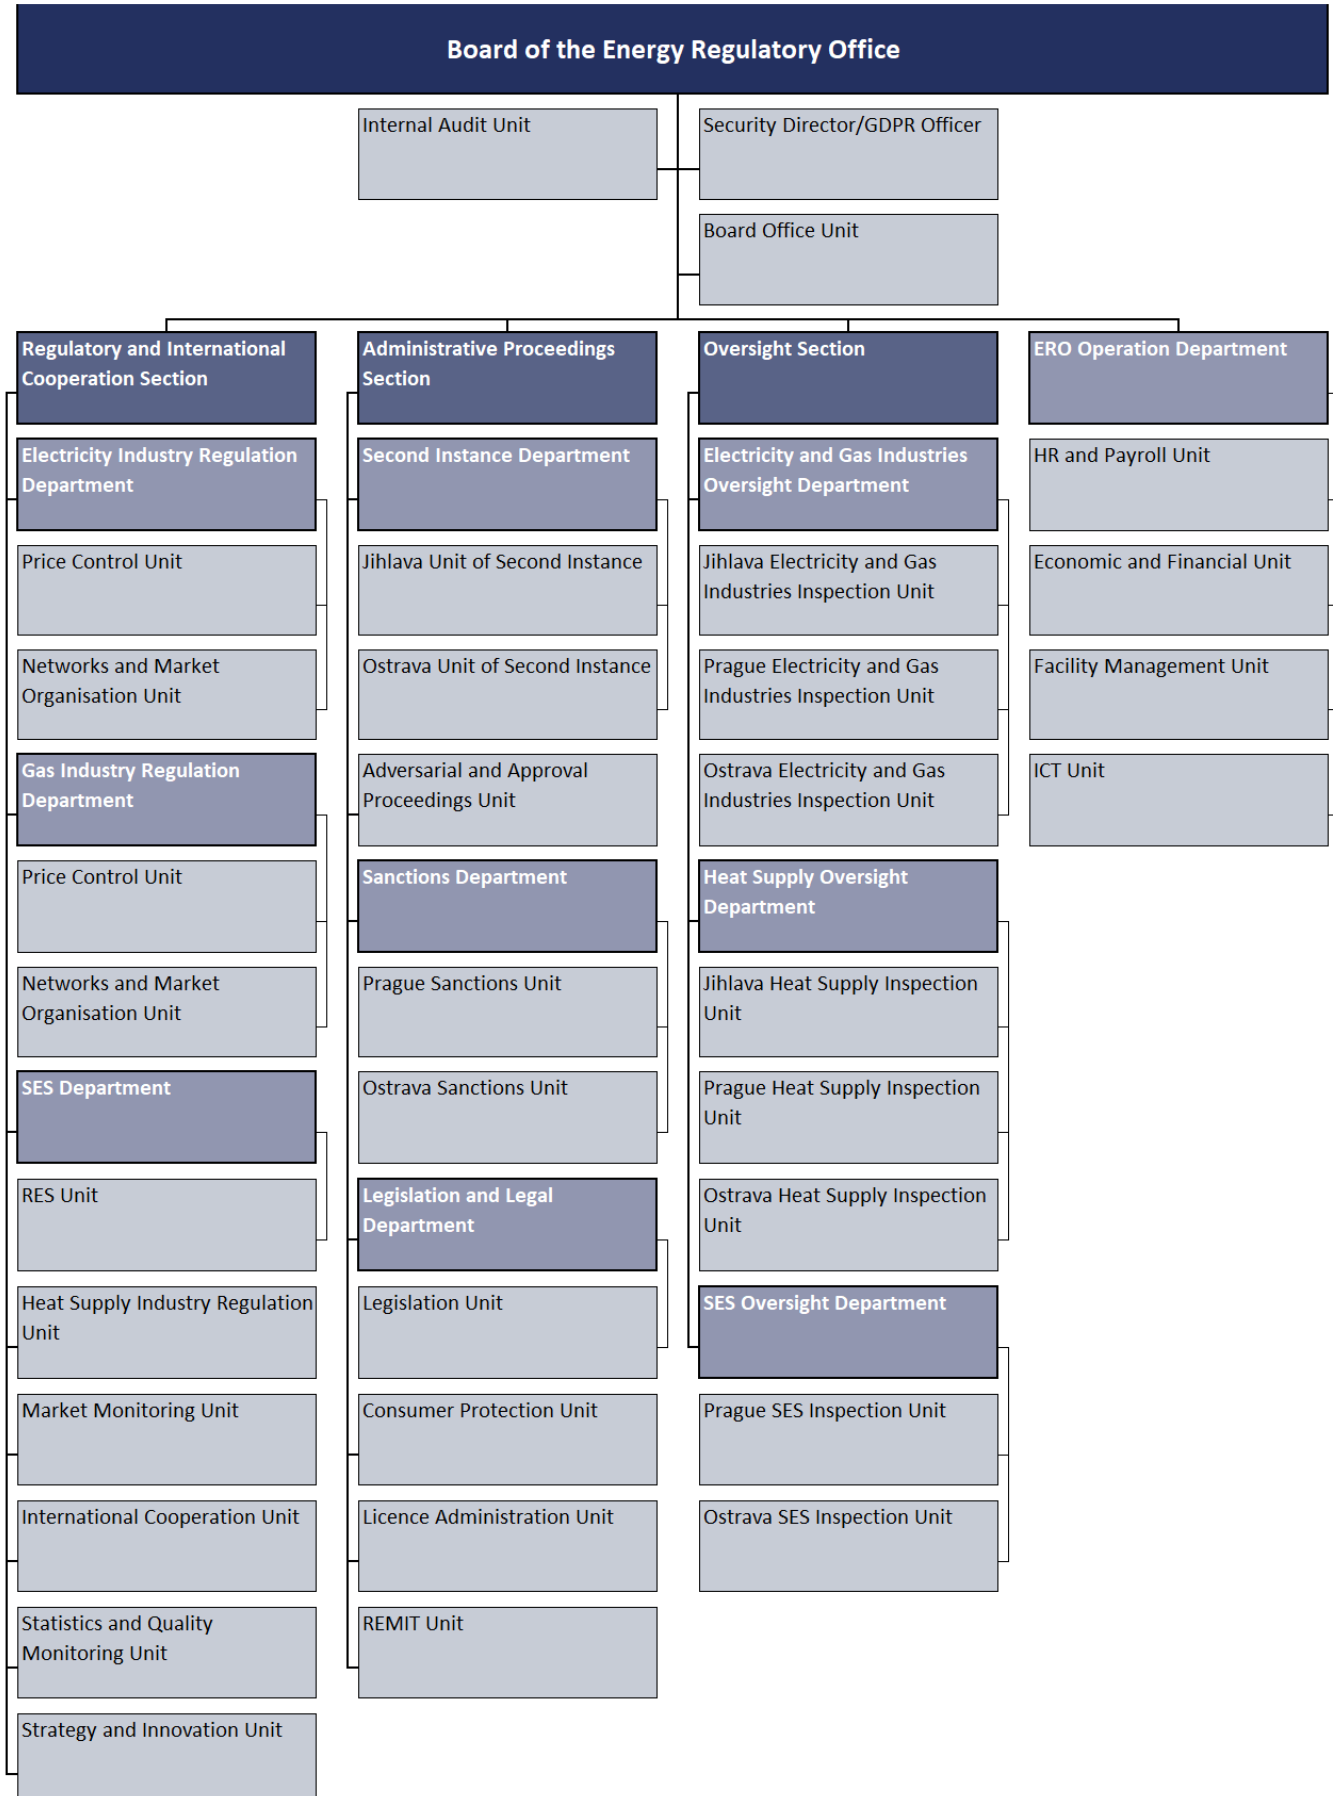 Board of the Energy Regulatory Office
Internal Audit Unit
Security Director/GDPR Officer
Board Office Unit
Regulatory and International
Cooperation Section
Electricity Industry Regulation
Department
Price Control Unit
Networks and Market
Organisation Unit
Gas Industry Regulation
Department
Price Control Unit
Networks and Market
Organisation Unit
SES Department
RES Unit
Heat Supply Industry Regulation
Unit
Market Monitoring Unit
International Cooperation Unit
Statistics and Quality
Monitoring Unit
Strategy and Innovation Unit
Administrative Proceedings
Section
Second Instance Department
Jihlava Unit of Second Instance
Ostrava Unit of Second Instance
Adversarial and Approval
Proceedings Unit
Sanctions Department
Prague Sanctions Unit
Ostrava Sanctions Unit
Legislation and Legal
Department
Legislation Unit
Consumer Protection Unit
Licence Administration Unit
REMIT Unit
Oversight Section
Electricity and Gas Industries
Oversight Department
Jihlava Electricity and Gas
Industries Inspection Unit
Prague Electricity and Gas
Industries Inspection Unit
Ostrava Electricity and Gas
Industries Inspection Unit
Heat Supply Oversight
Department
Jihlava Heat Supply Inspection
Unit
Prague Heat Supply Inspection
Unit
Ostrava Heat Supply Inspection
Unit
SES Oversight Department
Prague SES Inspection Unit
Ostrava SES Inspection Unit
ERO Operation Department
HR and Payroll Unit
Economic and Financial Unit
Facility Management Unit
ICT Unit